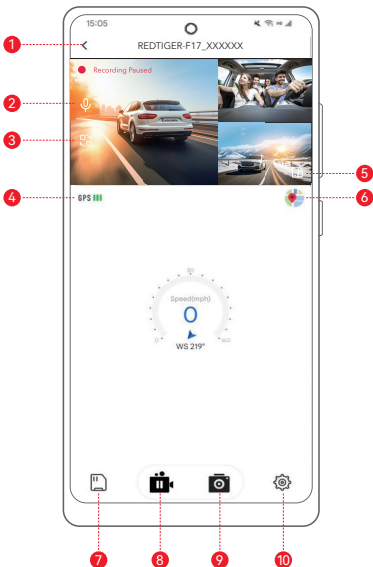 15:05
1
REDTIGER-F17_XXXXXX
Recording Paused
2
3
5
4
GPS
6
Speed(mph)
0
WS 219°
7
8
9
10